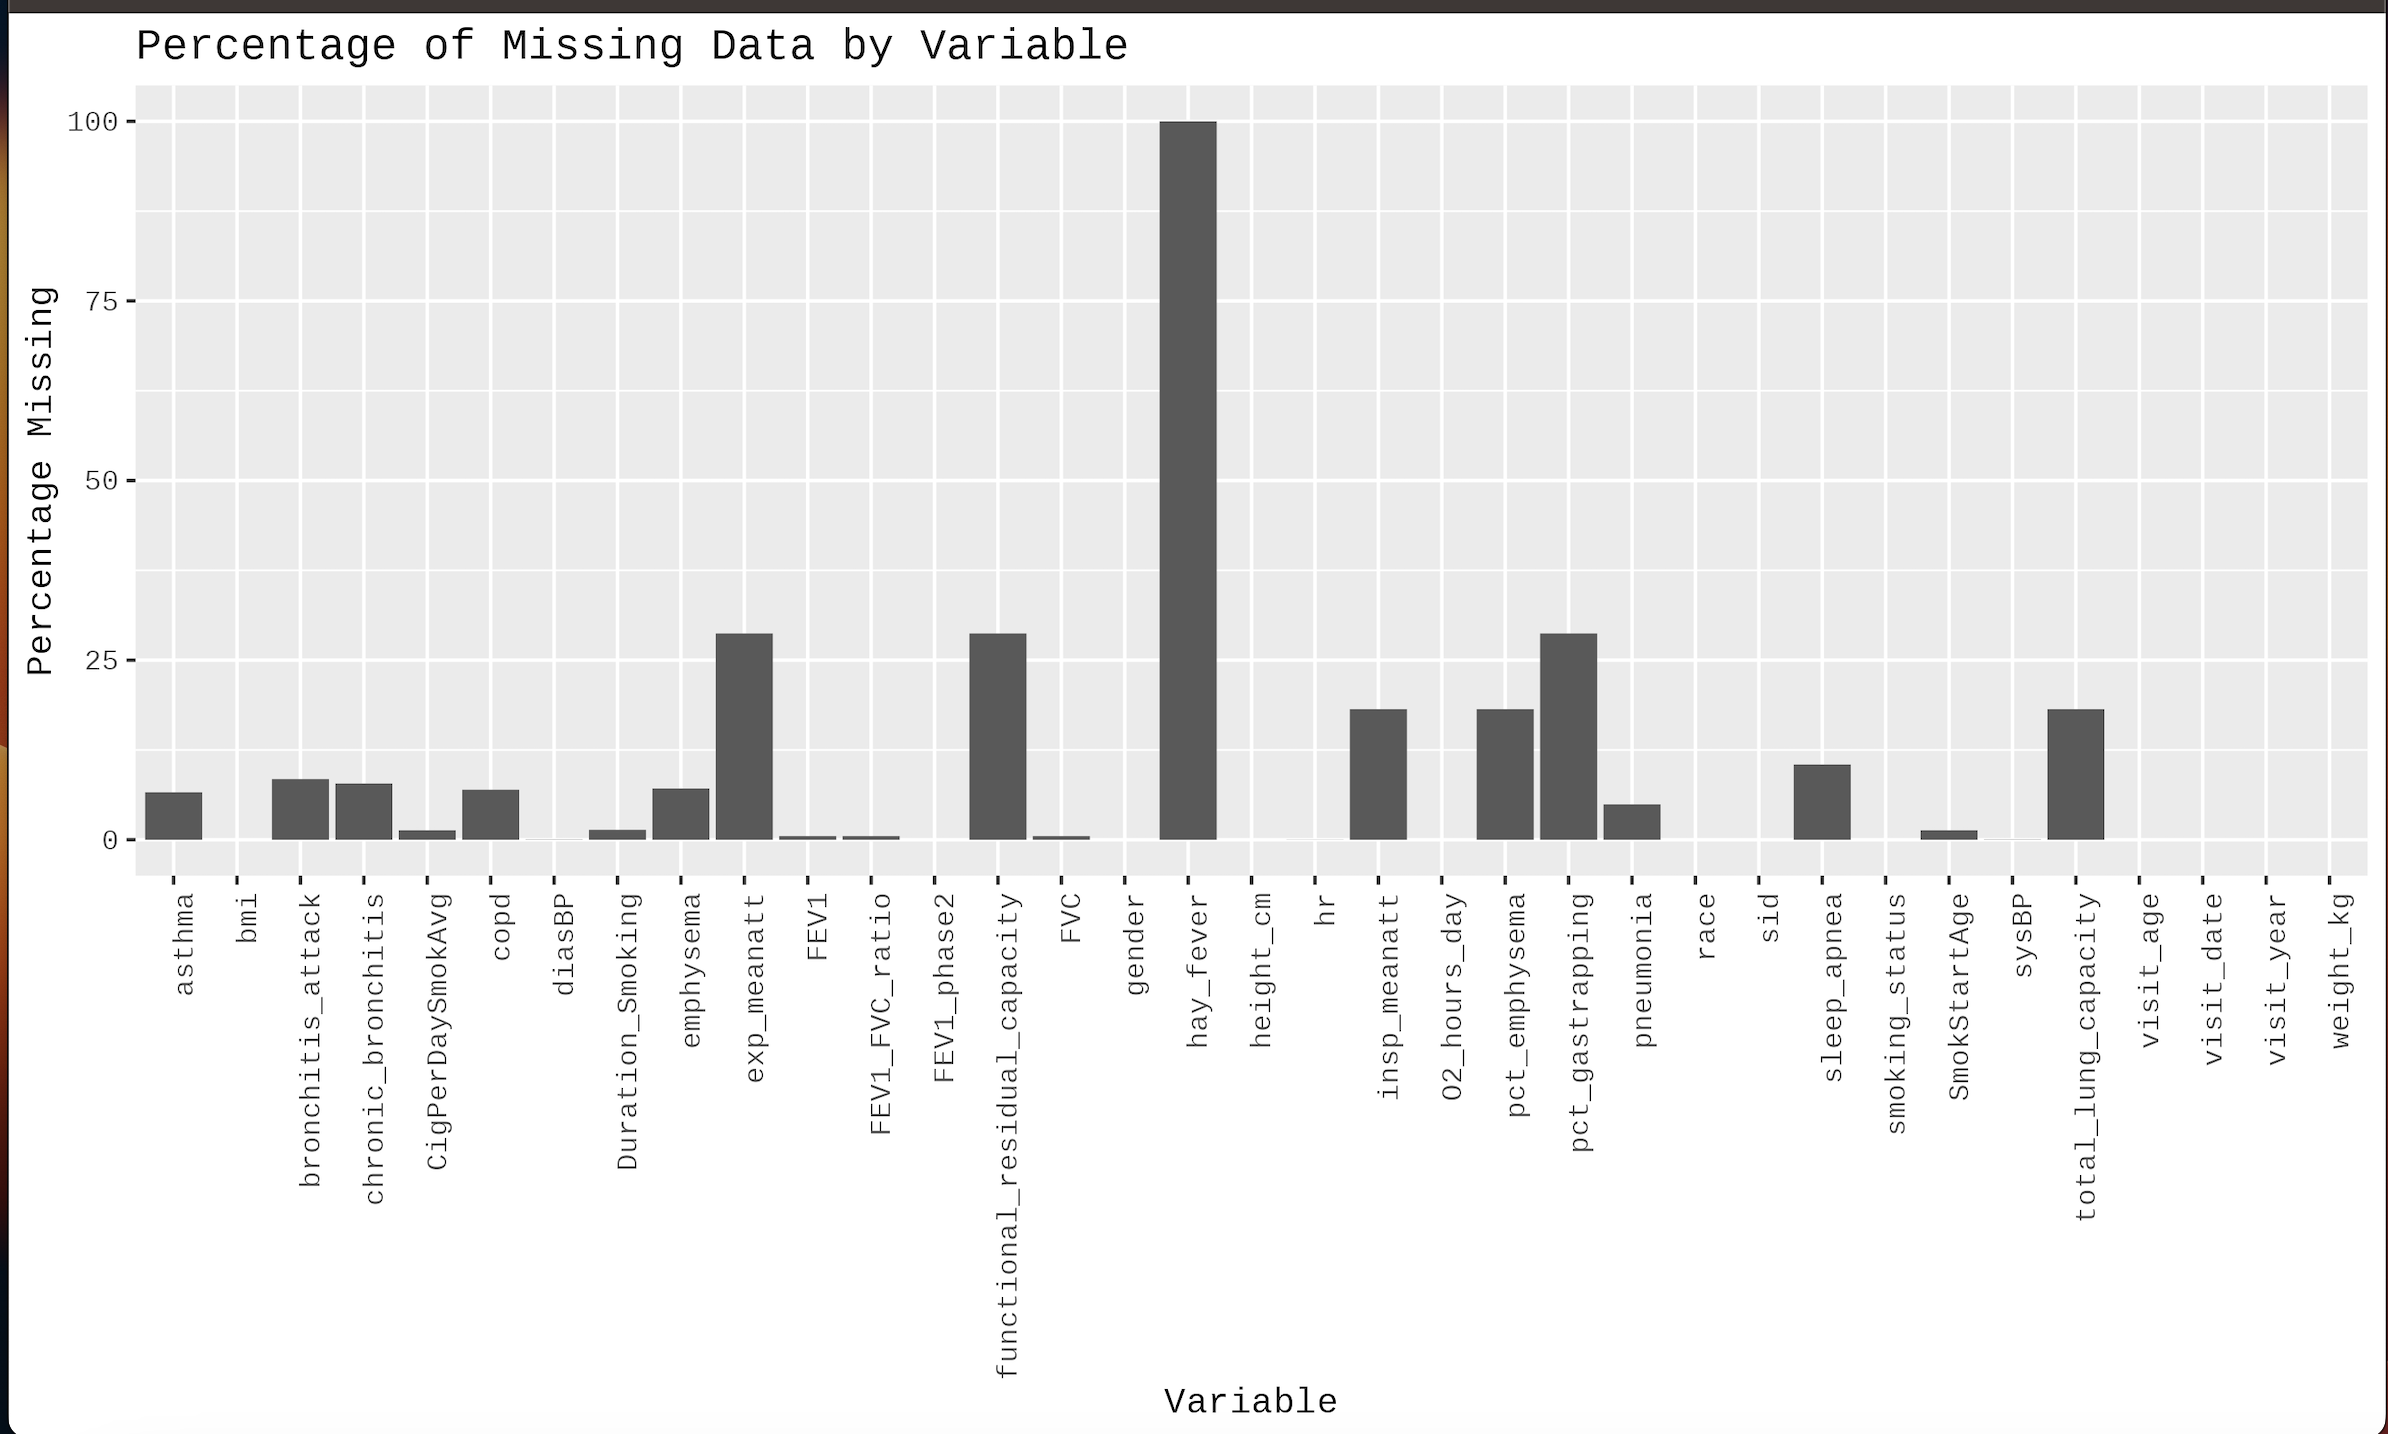 Percentage of Missing Data by Variable
Percentage Missing
100
75
50
25
0
asthma
bmi
bronchitis_attack
chronic_bronchitis
CigPerDaySmokAvg
copd
diasBP
Duration_Smoking
emphysema
exp_meanatt
FEV1
FEV1_FVC_ratio
FEV1_phase2
functional_residual_capacity
FVC
gender
hay_fever
height_cm
hr
insp_meanatt
O2_hours_day
pct_emphysema
pct_gastrapping
pneumonia
race
sid
sleep_apnea
smoking_status
SmokStartAge
sysBP
total_lung_capacity
visit_age
visit_date
visit_year
weight_kg
Variable